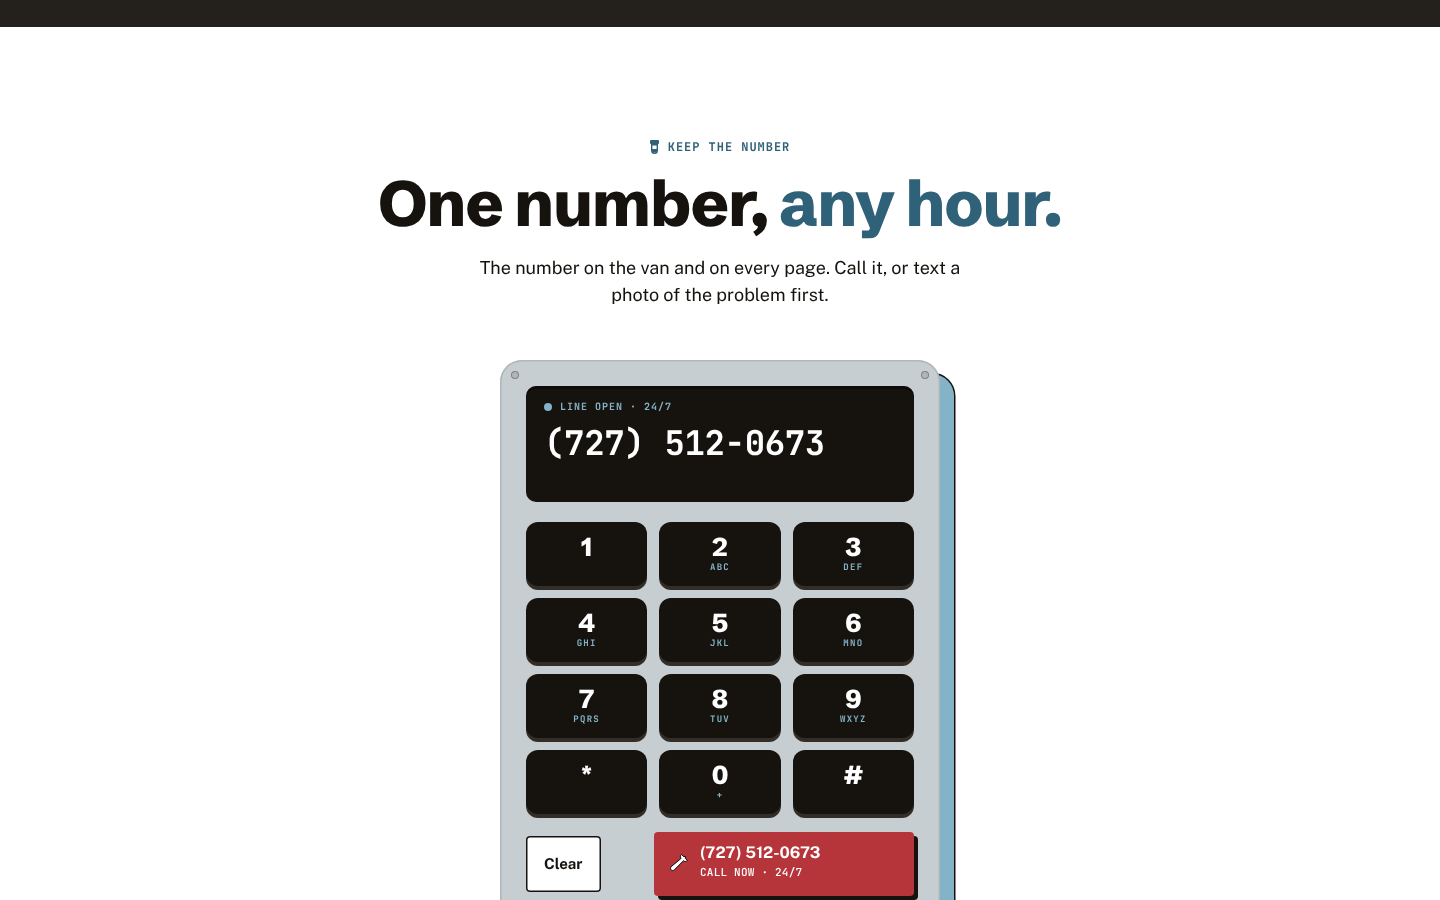 KEEP THE NUMBER
One number, any hour.
The number on the van and on every page. Call it, or text a
photo of the problem first.
LINE OPEN · 24/7
(727) 512-0673
1
2
3
ABC
DEF
4
5
6
GHI
JKL
MNO
7
8
9
PQRS
TUV
WXYZ
*
0
#
+
Clear
(727) 512-0673
CALL NOW · 24/7